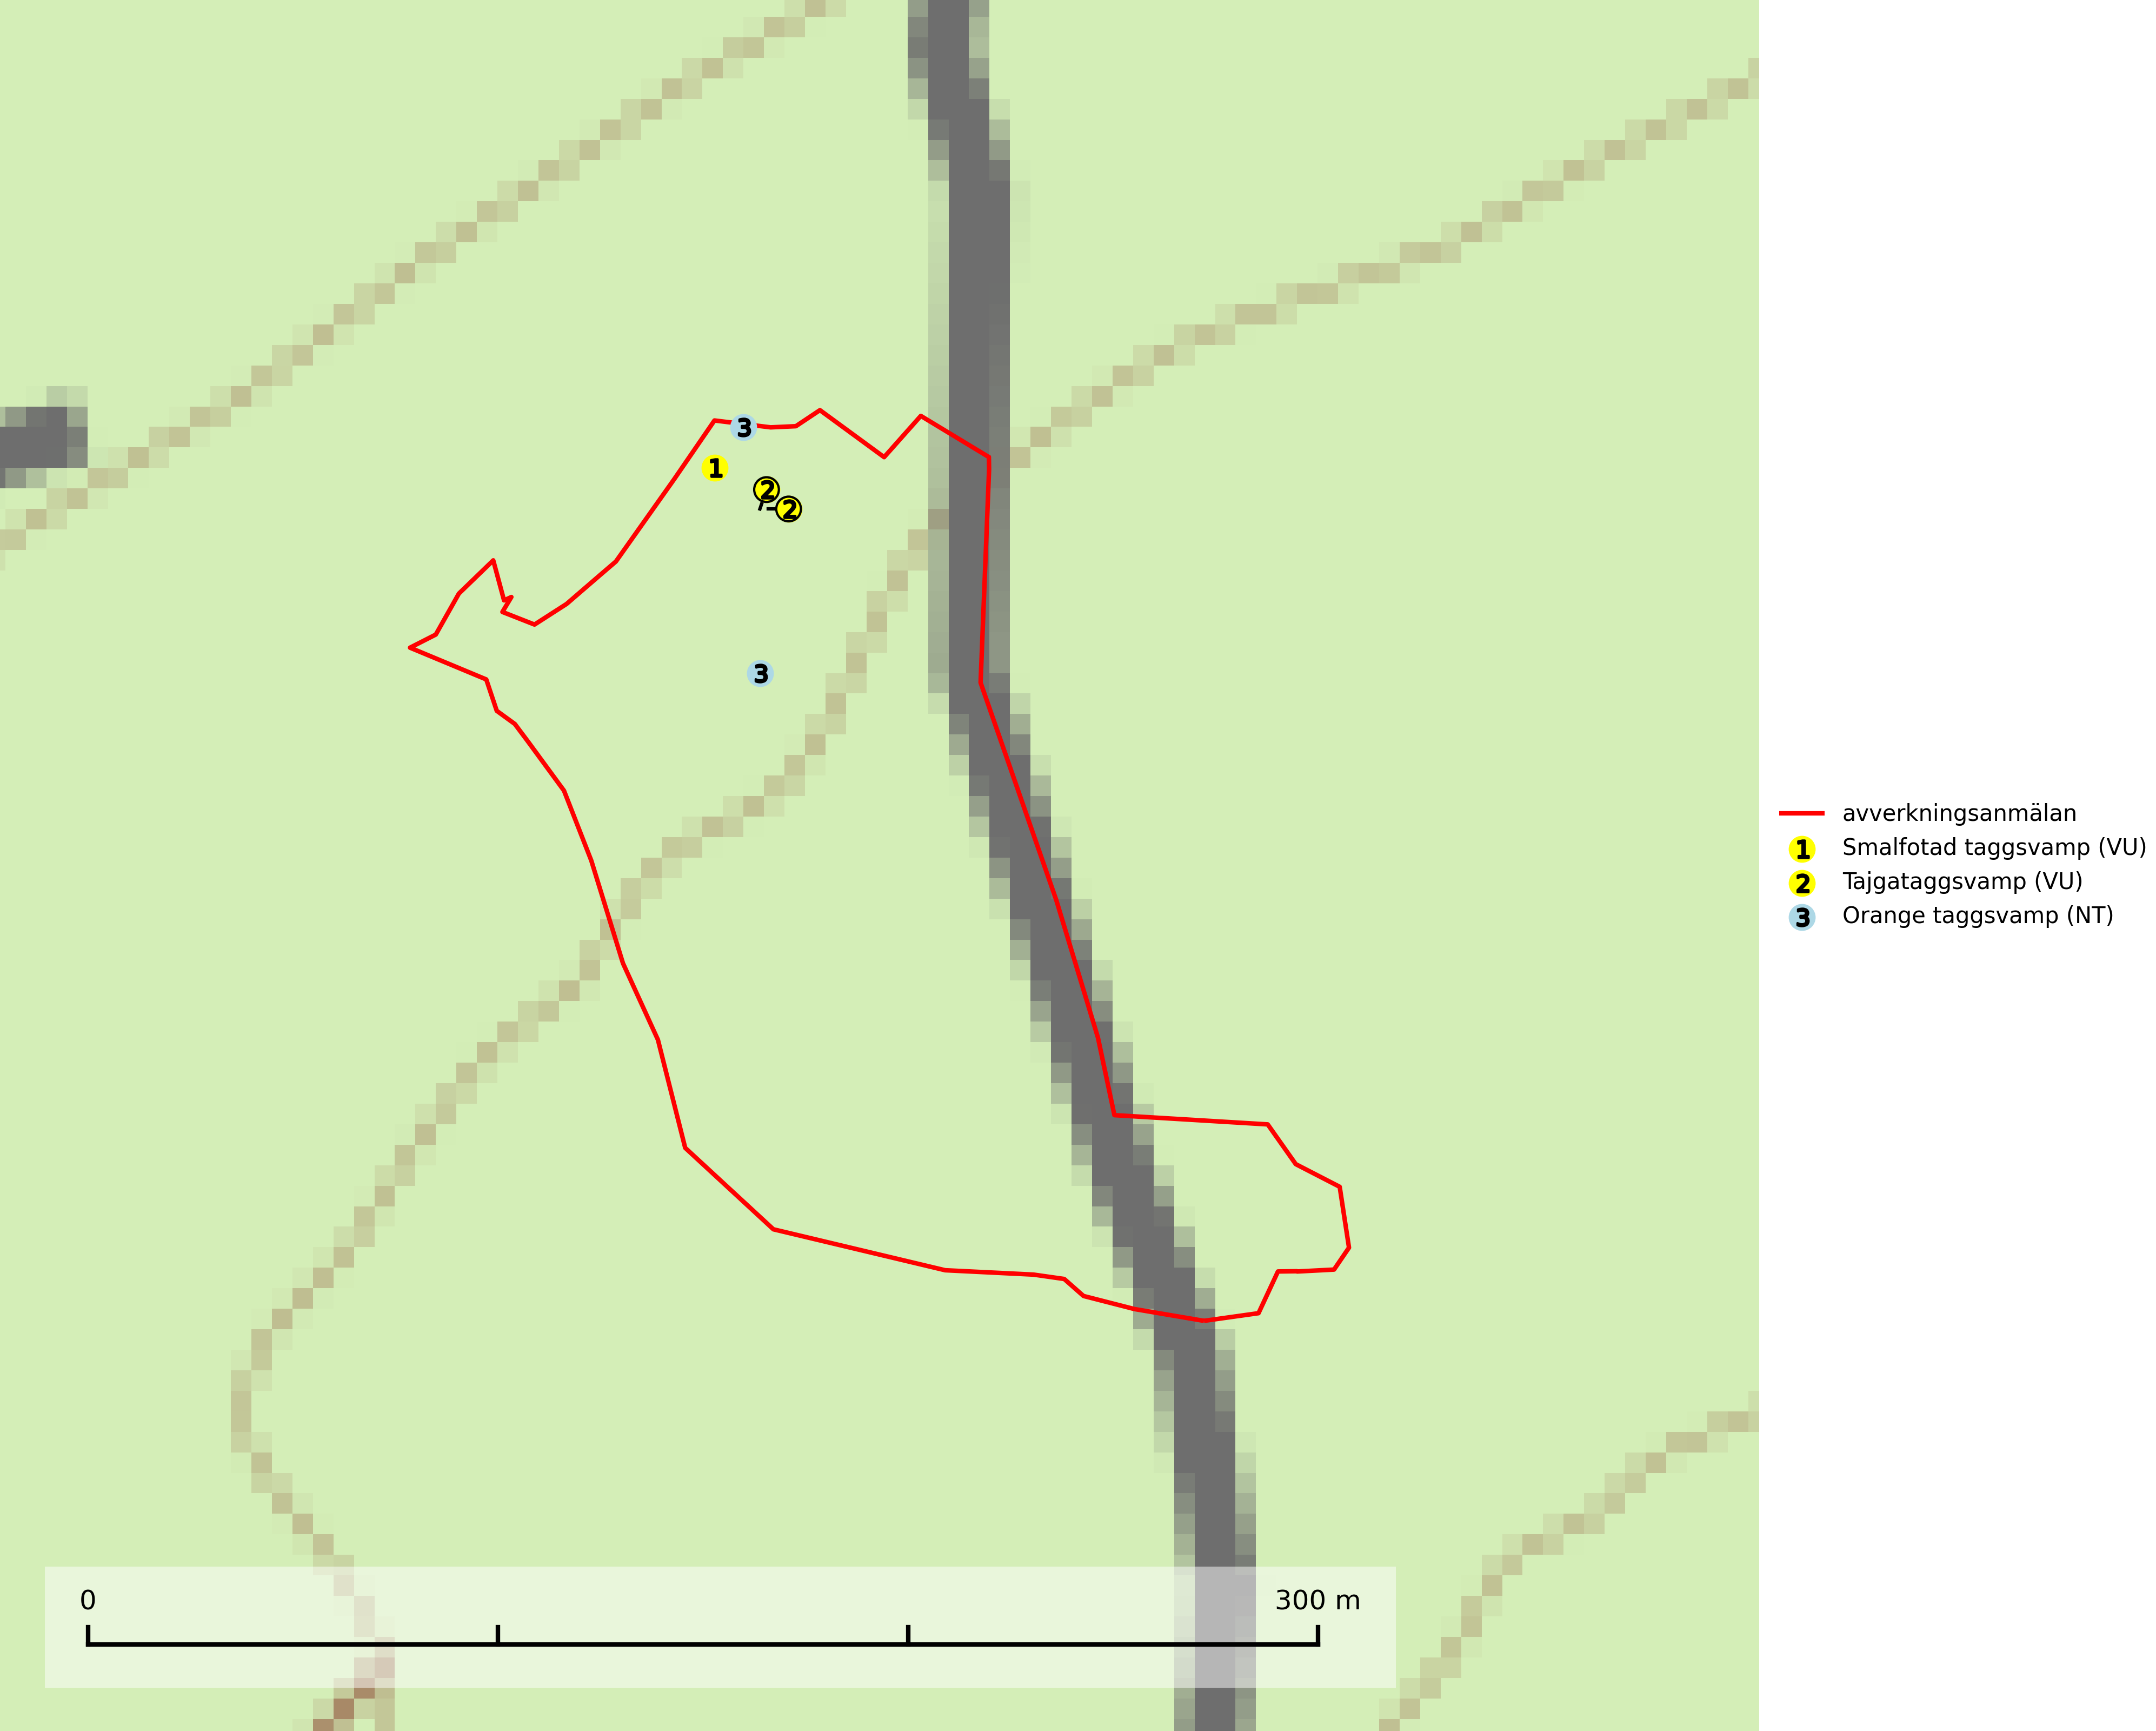 3
1
2
2
3
avverkningsanmälan
1 Smalfotad taggsvamp (VU)
2 Tajgataggsvamp (VU)
3 Orange taggsvamp (NT)
0 300 m